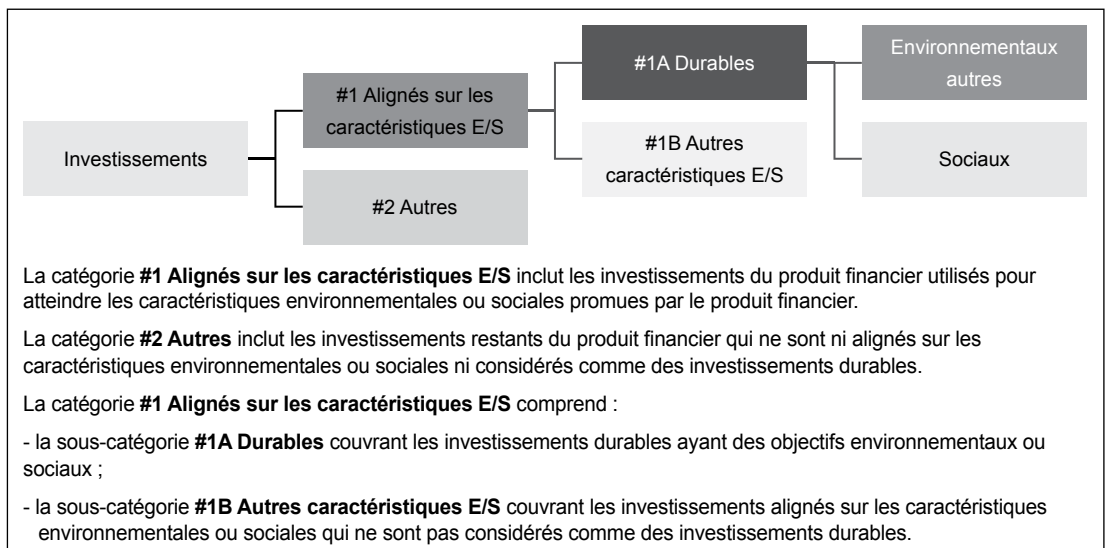 Investissements
#1 Alignés sur les
caractéristiques E/S
#2 Autres
#1A Durables
#1B Autres
caractéristiques E/S
Environnementaux
autres
Sociaux
La catégorie #1 Alignés sur les caractéristiques E/S inclut les investissements du produit financier utilisés pour
atteindre les caractéristiques environnementales ou sociales promues par le produit financier.
La catégorie #2 Autres inclut les investissements restants du produit financier qui ne sont ni alignés sur les
caractéristiques environnementales ou sociales ni considérés comme des investissements durables.
La catégorie #1 Alignés sur les caractéristiques E/S comprend :
- la sous-catégorie #1A Durables couvrant les investissements durables ayant des objectifs environnementaux ou
sociaux ;
- la sous-catégorie #1B Autres caractéristiques E/S couvrant les investissements alignés sur les caractéristiques
environnementales ou sociales qui ne sont pas considérés comme des investissements durables.